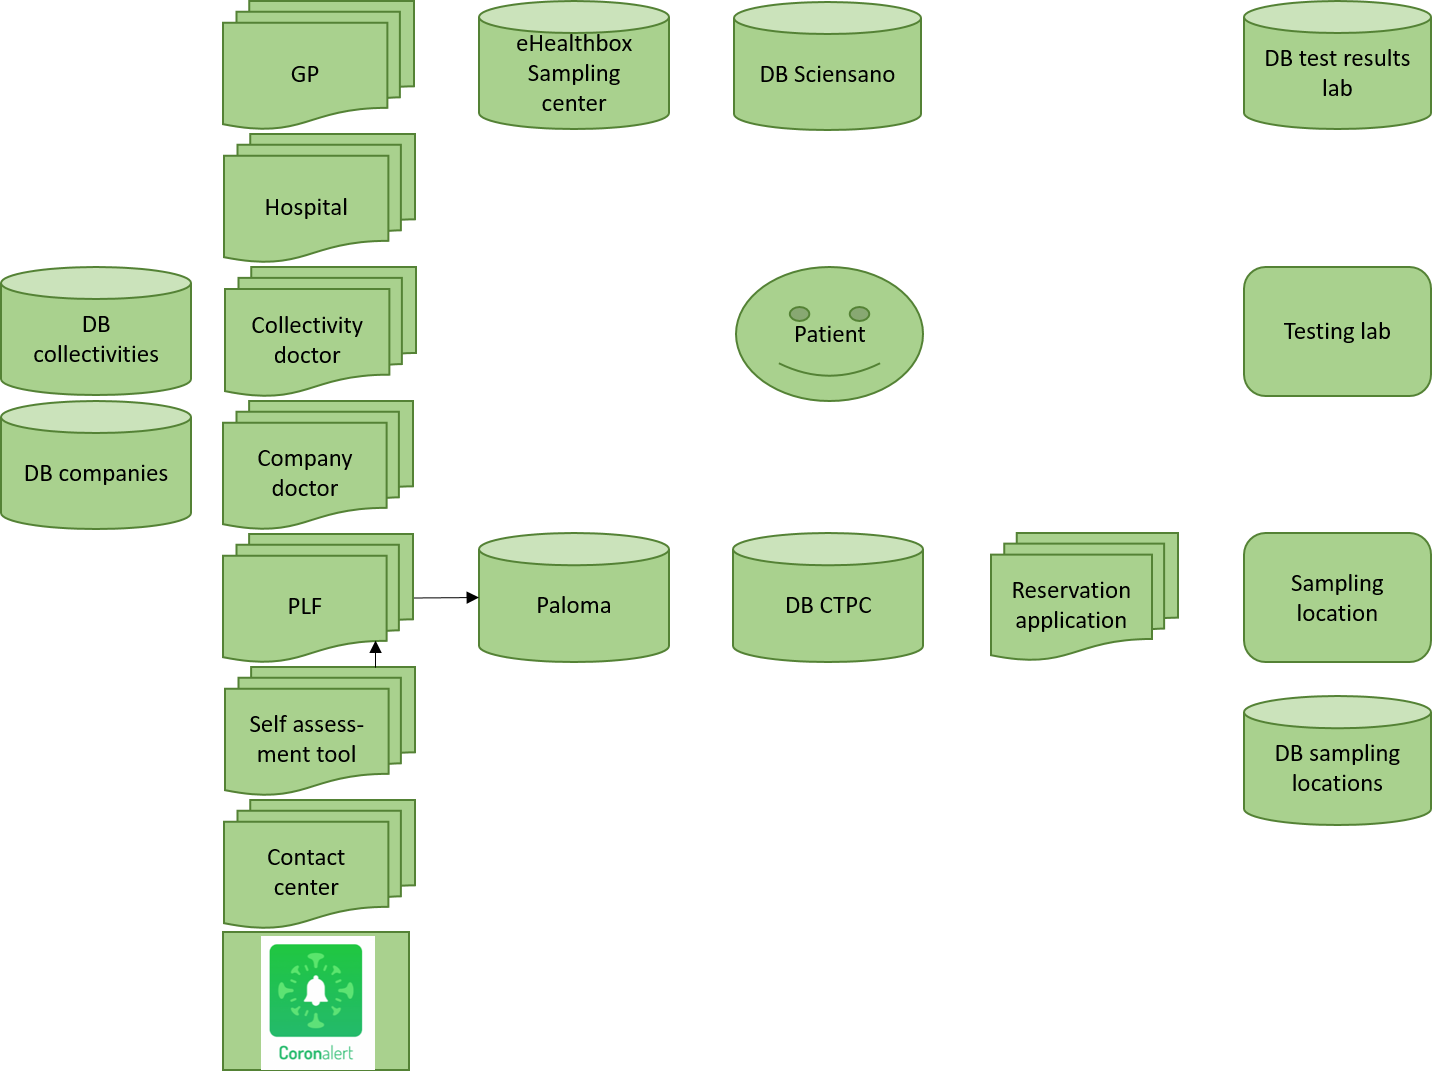 GP
eHealthbox
Sampling
center
DB Sciensano
DB test results
lab
Hospital
DB
collectivities
Collectivity
doctor
Patient
Testing lab
DB companies
Company
doctor
PLF
Paloma
DB CTPC
Reservation
application
Sampling
location
Self assess-
ment tool
DB sampling
locations
Contact
center
Coronalert